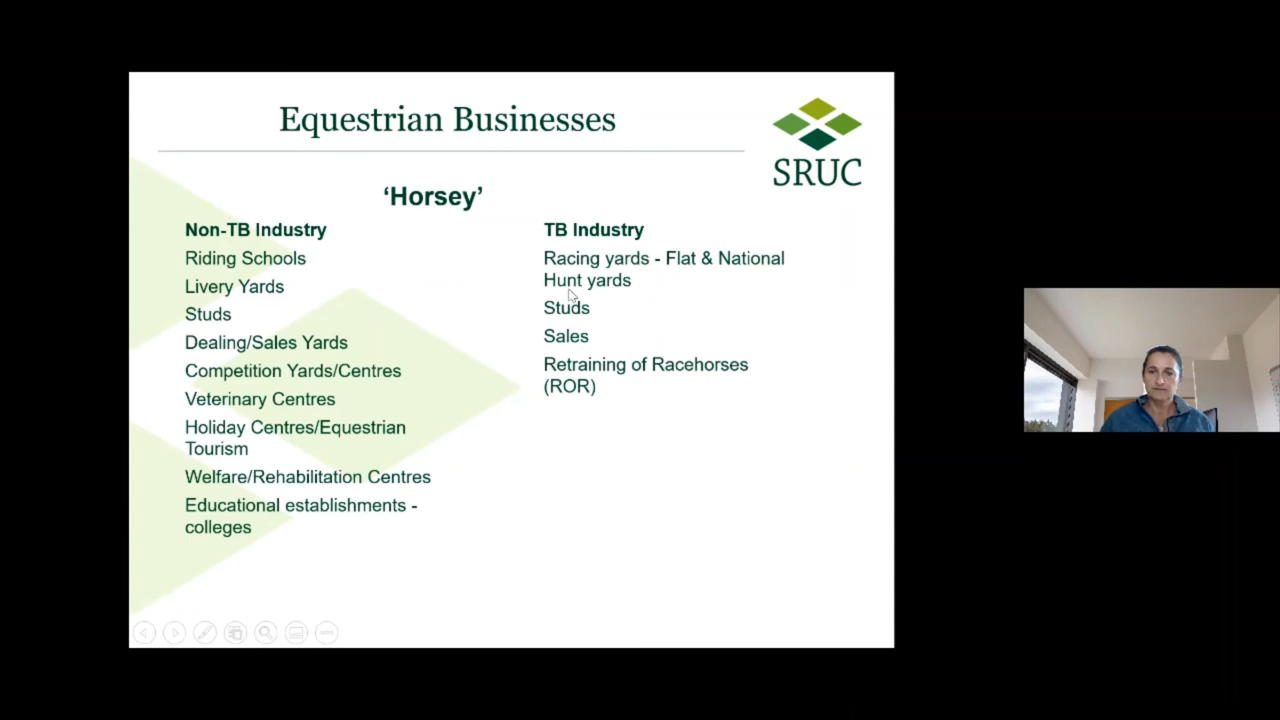 Equestrian Businesses
SRUC
‘Horsey’
Non-TB Industry
Riding Schools
Livery Yards
Studs
Dealing/Sales Yards
Competition Yards/Centres
Veterinary Centres
Holiday Centres/Equestrian
Tourism
Welfare/Rehabilitation Centres
Educational establishments -
colleges
TB Industry
Racing yards - Flat & National
Hunt yards
Studs
Sales
Retraining of Racehorses
(ROR)